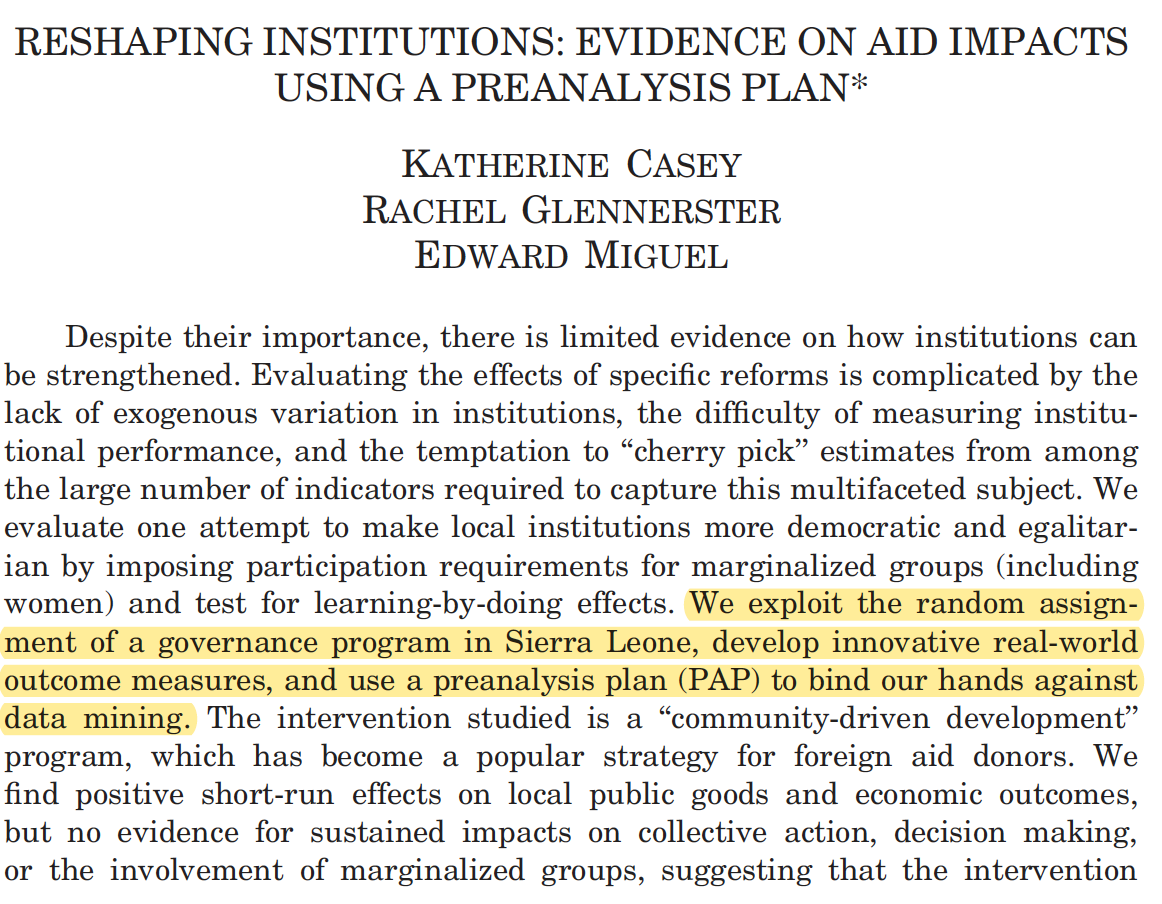 RESHAPING INSTITUTIONS: EVIDENCE ON AID IMPACTS
USING A PREANALYSIS PLAN*
KATHERINE CASEY
RACHEL GLENNERSTER
EDWARD MIGUEL
Despite their importance, there is limited evidence on how institutions can
be strengthened. Evaluating the effects of specific reforms is complicated by the
lack of exogenous variation in institutions, the difficulty of measuring institu-
tional performance, and the temptation to “cherry pick” estimates from among
the large number of indicators required to capture this multifaceted subject. We
evaluate one attempt to make local institutions more democratic and egalitar-
ian by imposing participation requirements for marginalized groups (including
women) and test for learning-by-doing effects. We exploit the random assign-
ment of a governance program in Sierra Leone, develop innovative real-world
outcome measures, and use a preanalysis plan (PAP) to bind our hands against
data mining. The intervention studied is a “community-driven development”
program, which has become a popular strategy for foreign aid donors. We
find positive short-run effects on local public goods and economic outcomes,
but no evidence for sustained impacts on collective action, decision making,
or the involvement of marginalized groups, suggesting that the intervention